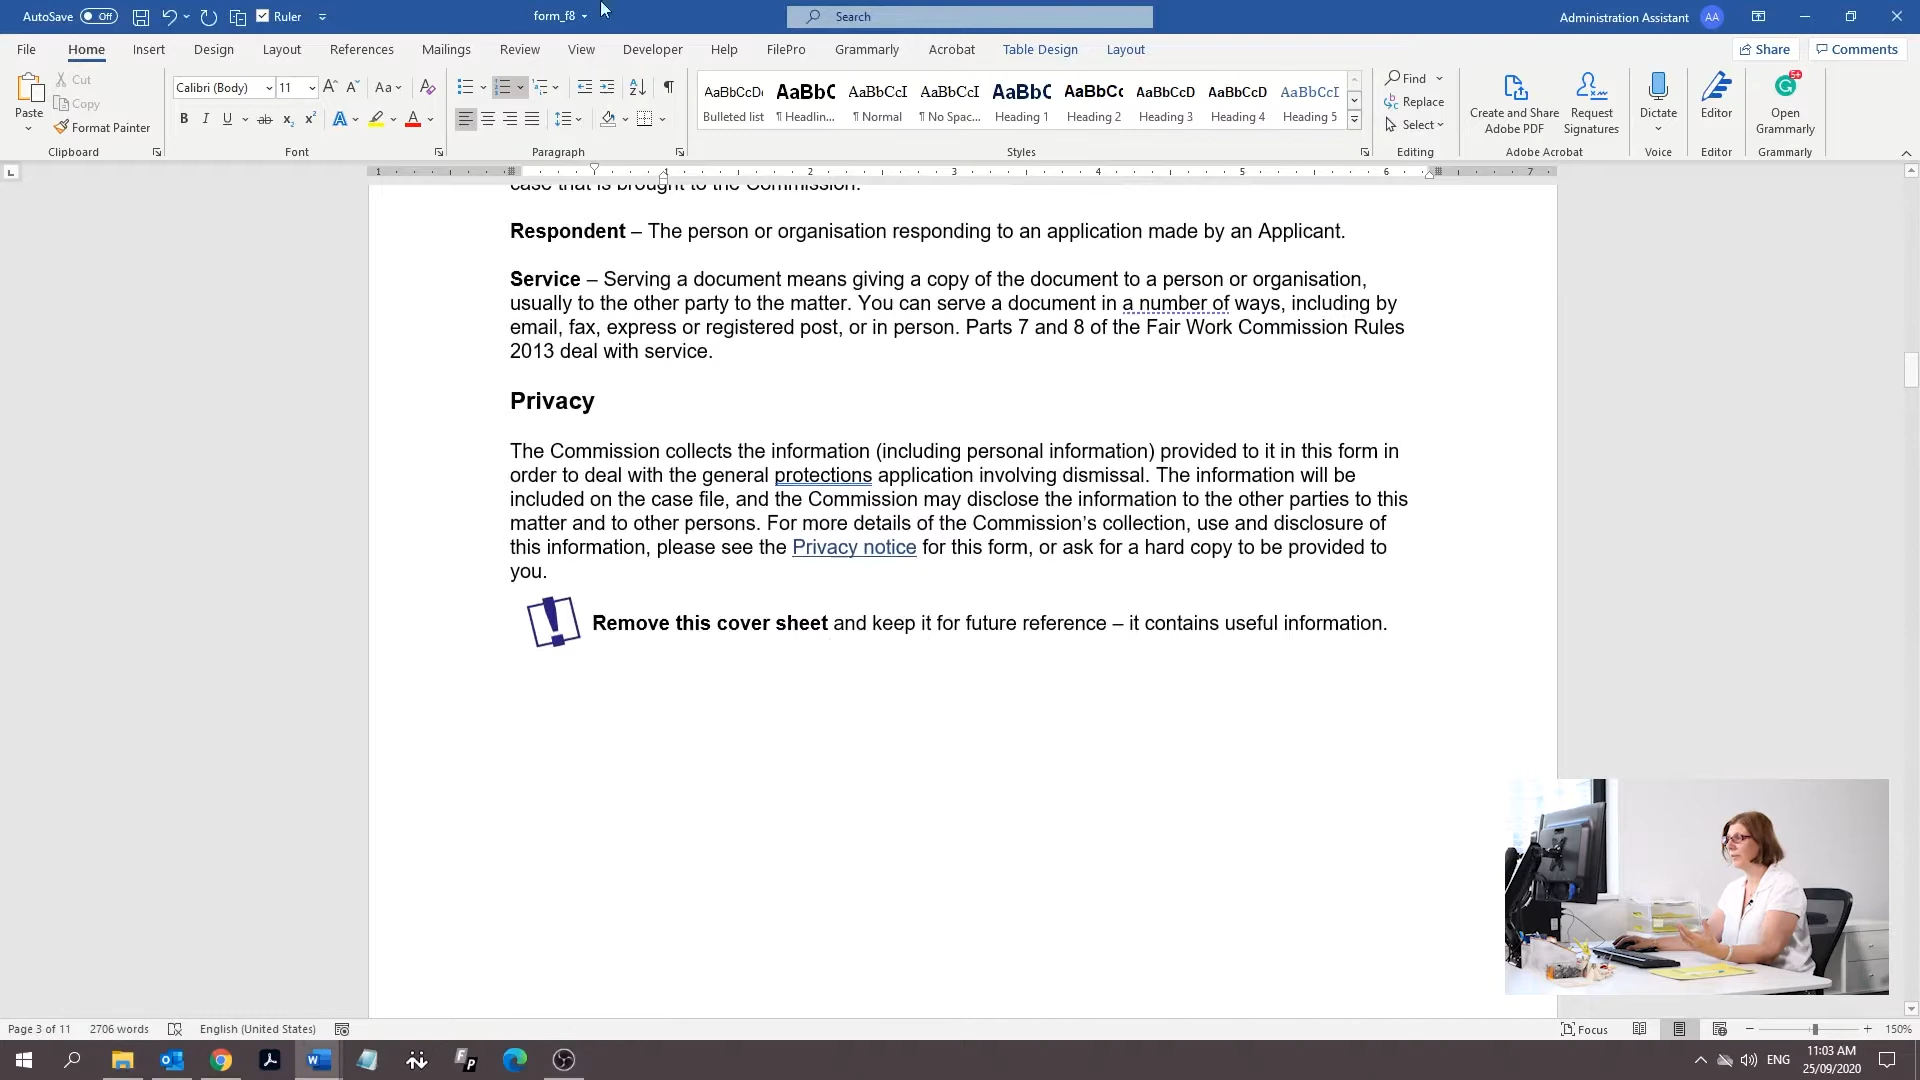 AutoSave Off Ruler form_f8 Search Administration Assistant AA
File Home Insert Design Layout References Mailings Review View Developer Help FilePro Grammarly Acrobat Table Design Layout Share Comments
Paste
Cut
Copy
Format Painter
Clipboard
Calibri (Body) 11
Font
Paragraph
AaBbCcDc AaBbC AaBbCcI AaBbCcI AaBbC AaBbCc AaBbCcD AaBbCcD AaBbCcI
Bulleted list ¶ Headlin... ¶ Normal ¶ No Spac... Heading 1 Heading 2 Heading 3 Heading 4 Heading 5
Styles
Find
Replace
Select
Editing
Create and Share
Adobe PDF
Request
Signatures
Adobe Acrobat
Dictate
Voice
Editor
Editor
5+
Open
Grammarly
Grammarly
1 1 2 3 4 5 6 7
case that is brought to the Commission.
Respondent – The person or organisation responding to an application made by an Applicant.
Service – Serving a document means giving a copy of the document to a person or organisation,
usually to the other party to the matter. You can serve a document in a number of ways, including by
email, fax, express or registered post, or in person. Parts 7 and 8 of the Fair Work Commission Rules
2013 deal with service.
Privacy
The Commission collects the information (including personal information) provided to it in this form in
order to deal with the general protections application involving dismissal. The information will be
included on the case file, and the Commission may disclose the information to the other parties to this
matter and to other persons. For more details of the Commission’s collection, use and disclosure of
this information, please see the Privacy notice for this form, or ask for a hard copy to be provided to
you.
Remove this cover sheet and keep it for future reference – it contains useful information.
Page 3 of 11 2706 words English (United States) Focus 150%
ENG
11:03 AM
25/09/2020